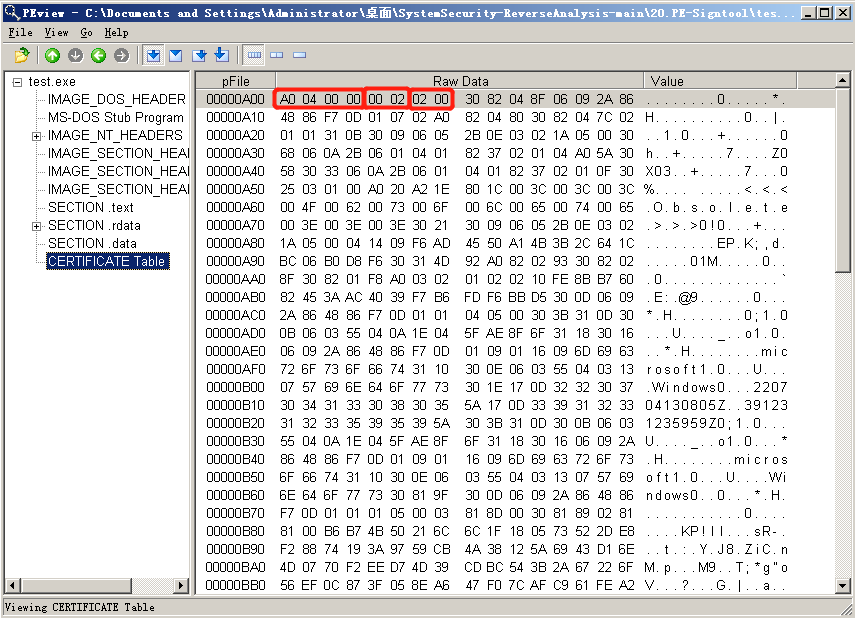 PEview - C:\Documents and Settings\Administrator\桌面\SystemSecurity-ReverseAnalysis-main\20.PE-Signtool\tes...
File View Go Help
test.exe
IMAGE_DOS_HEADER
MS-DOS Stub Program
IMAGE_NT_HEADERS
IMAGE_SECTION_HEA
IMAGE_SECTION_HEA
IMAGE_SECTION_HEA
SECTION .text
SECTION .rdata
SECTION .data
CERTIFICATE Table
pFile Raw Data Value
00000A00 A0 04 00 00 00 02 02 00 30 82 04 8F 06 09 2A 86 ........0.....*.
00000A10 48 86 F7 0D 01 07 02 A0 82 04 80 30 82 04 7C 02 H..........0..|.
00000A20 01 01 31 0B 30 09 06 05 2B 0E 03 02 1A 05 00 30 ..1.0...+......0
00000A30 68 06 0A 2B 06 01 04 01 82 37 02 01 04 A0 5A 30 h..+.....7....Z0
00000A40 58 30 33 06 0A 2B 06 01 04 01 82 37 02 01 0F 30 X03..+.....7...0
00000A50 25 03 01 00 A0 20 A2 1E 80 1C 00 3C 00 3C 00 3C %.... .....<.<.<
00000A60 00 4F 00 62 00 73 00 6F 00 6C 00 65 00 74 00 65 .O.b.s.o.l.e.t.e
00000A70 00 3E 00 3E 00 3E 30 21 30 09 06 05 2B 0E 03 02 .>.>.>0!0...+...
00000A80 1A 05 00 04 14 09 F6 AD 45 50 A1 4B 3B 2C 64 1C ........EP.K;,d.
00000A90 BC 06 B0 D8 F6 30 31 4D 92 A0 82 02 93 30 82 02 .....01M.....0..
00000AA0 8F 30 82 01 F8 A0 03 02 01 02 02 10 FE 8B B7 60 .0.............`
00000AB0 82 45 3A AC 40 39 F7 B6 FD F6 BB D5 30 0D 06 09 .E:.@9......0...
00000AC0 2A 86 48 86 F7 0D 01 01 04 05 00 30 3B 31 0D 30 *.H........0;1.0
00000AD0 0B 06 03 55 04 0A 1E 04 5F AE 8F 6F 31 18 30 16 ...U...._..o1.0.
00000AE0 06 09 2A 86 48 86 F7 0D 01 09 01 16 09 6D 69 63 ..*.H........mic
00000AF0 72 6F 73 6F 66 74 31 10 30 0E 06 03 55 04 03 13 rosoft1.0...U...
00000B00 07 57 69 6E 64 6F 77 73 30 1E 17 0D 32 32 30 37 .Windows0...2207
00000B10 30 34 31 33 30 38 30 35 5A 17 0D 33 39 31 32 33 04130805Z..39123
00000B20 31 32 33 35 39 35 39 5A 30 3B 31 0D 30 0B 06 03 1235959Z0;1.0...
00000B30 55 04 0A 1E 04 5F AE 8F 6F 31 18 30 16 06 09 2A U...._..o1.0...*
00000B40 86 48 86 F7 0D 01 09 01 16 09 6D 69 63 72 6F 73 .H........micros
00000B50 6F 66 74 31 10 30 0E 06 03 55 04 03 13 07 57 69 oft1.0...U....Wi
00000B60 6E 64 6F 77 73 30 81 9F 30 0D 06 09 2A 86 48 86 ndows0..0...*.H.
00000B70 F7 0D 01 01 01 05 00 03 81 8D 00 30 81 89 02 81 ...........0....
00000B80 81 00 B6 B7 4B 50 21 6C 6C 1F 18 05 73 52 2D E8 ....KP!ll...sR-.
00000B90 F2 88 74 19 3A 97 59 CB 4A 38 12 5A 69 43 D1 6E ..t.:.Y.J8.ZiC.n
00000BA0 4D 07 70 F2 EE D7 4D 39 CD BC 54 3B 2A 67 22 6F M.p...M9..T;*g"o
00000BB0 56 EF 0C 87 3F 05 8E A6 47 F0 7C AF C9 61 FE A2 V...?...G.|..a..
Viewing CERTIFICATE Table